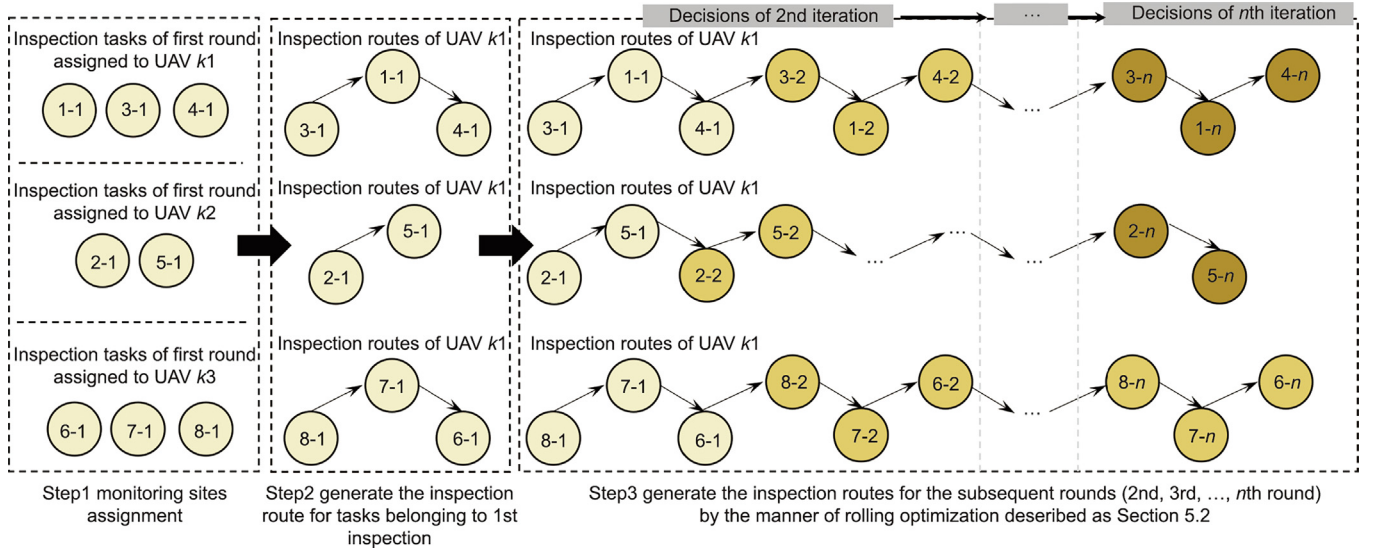 Decisions of 2nd iteration
…
Decisions of nth iteration
Inspection tasks of first round
assigned to UAV k1
1-1
3-1
4-1
Inspection tasks of first round
assigned to UAV k2
2-1
5-1
Inspection tasks of first round
assigned to UAV k3
6-1
7-1
8-1
Step1 monitoring sites
assignment
Inspection routes of UAV k1
1-1
3-1
4-1
Inspection routes of UAV k1
5-1
2-1
Inspection routes of UAV k1
7-1
8-1
6-1
Step2 generate the inspection
route for tasks belonging to 1st
inspection
Inspection routes of UAV k1
1-1
3-2
4-2
3-n
4-n
3-1
4-1
1-2
…
1-n
Inspection routes of UAV k1
5-1
5-2
…
2-n
2-1
2-2
…
…
5-n
Inspection routes of UAV k1
7-1
8-2
6-2
8-n
6-n
8-1
6-1
7-2
…
7-n
Step3 generate the inspection routes for the subsequent rounds (2nd, 3rd, …, nth round)
by the manner of rolling optimization desribed as Section 5.2